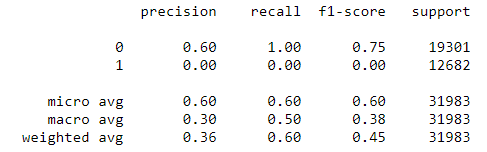 precision recall f1-score support
0 0.60 1.00 0.75 19301
1 0.00 0.00 0.00 12682
micro avg 0.60 0.60 0.60 31983
macro avg 0.30 0.50 0.38 31983
weighted avg 0.36 0.60 0.45 31983